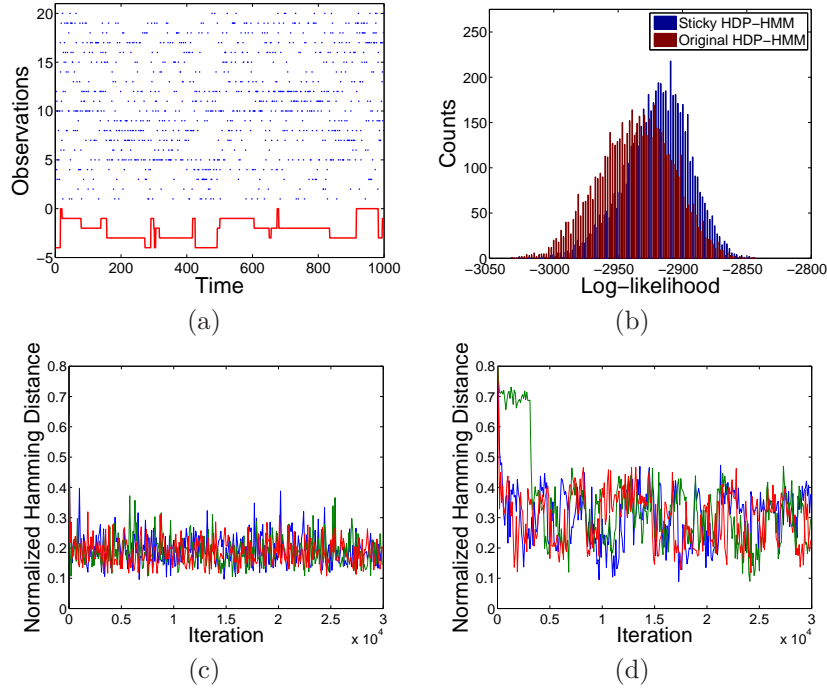 20
15
10
5
0
−5
Observations
0 200 400 600 800 1000
Time
(a)
Sticky HDP−HMM
Original HDP−HMM
250
200
150
100
50
0
Counts
−3050 −3000 −2950 −2900 −2850 −2800
Log−likelihood
(b)
0.8
0.7
0.6
0.5
0.4
0.3
0.2
0.1
0
Normalized Hamming Distance
0 0.5 1 1.5 2 2.5 3
Iteration
x 10^4
(c)
0.8
0.7
0.6
0.5
0.4
0.3
0.2
0.1
0
Normalized Hamming Distance
0 0.5 1 1.5 2 2.5 3
Iteration
x 10^4
(d)